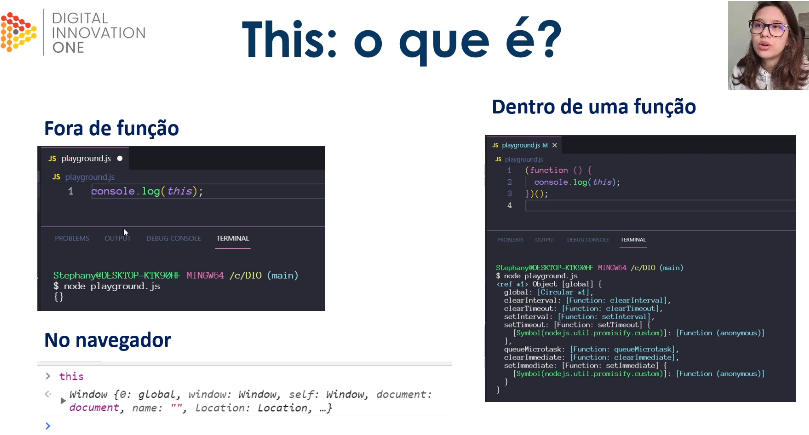 DIGITAL
INNOVATION
ONE
This: o que é?
Fora de função
JS playground.js
JS playground.js
1 console.log(this);
PROBLEMS OUTPUT DEBUG CONSOLE TERMINAL
Stephany@DESKTOP-KTK90HF MINGW64 /c/DIO (main)
$ node playground.js
{}
No navegador
> this
Window {0: global, window: Window, self: Window, document:
document, name: "", location: Location, …}
Dentro de uma função
JS playground.js M X
JS playground.js
1 (function () {
2 console.log(this);
3 })();
4
PROBLEMS OUTPUT DEBUG CONSOLE TERMINAL
Stephany@DESKTOP-KTK90HF MINGW64 /c/DIO (main)
$ node playground.js
<ref *1> Object [global] {
global: [Circular *1],
clearInterval: [Function: clearInterval],
clearTimeout: [Function: clearTimeout],
setInterval: [Function: setInterval],
setTimeout: [Function: setTimeout] {
[Symbol(nodejs.util.promisify.custom)]: [Function (anonymous)]
},
queueMicrotask: [Function: queueMicrotask],
clearImmediate: [Function: clearImmediate],
setImmediate: [Function: setImmediate] {
[Symbol(nodejs.util.promisify.custom)]: [Function (anonymous)]
}
}